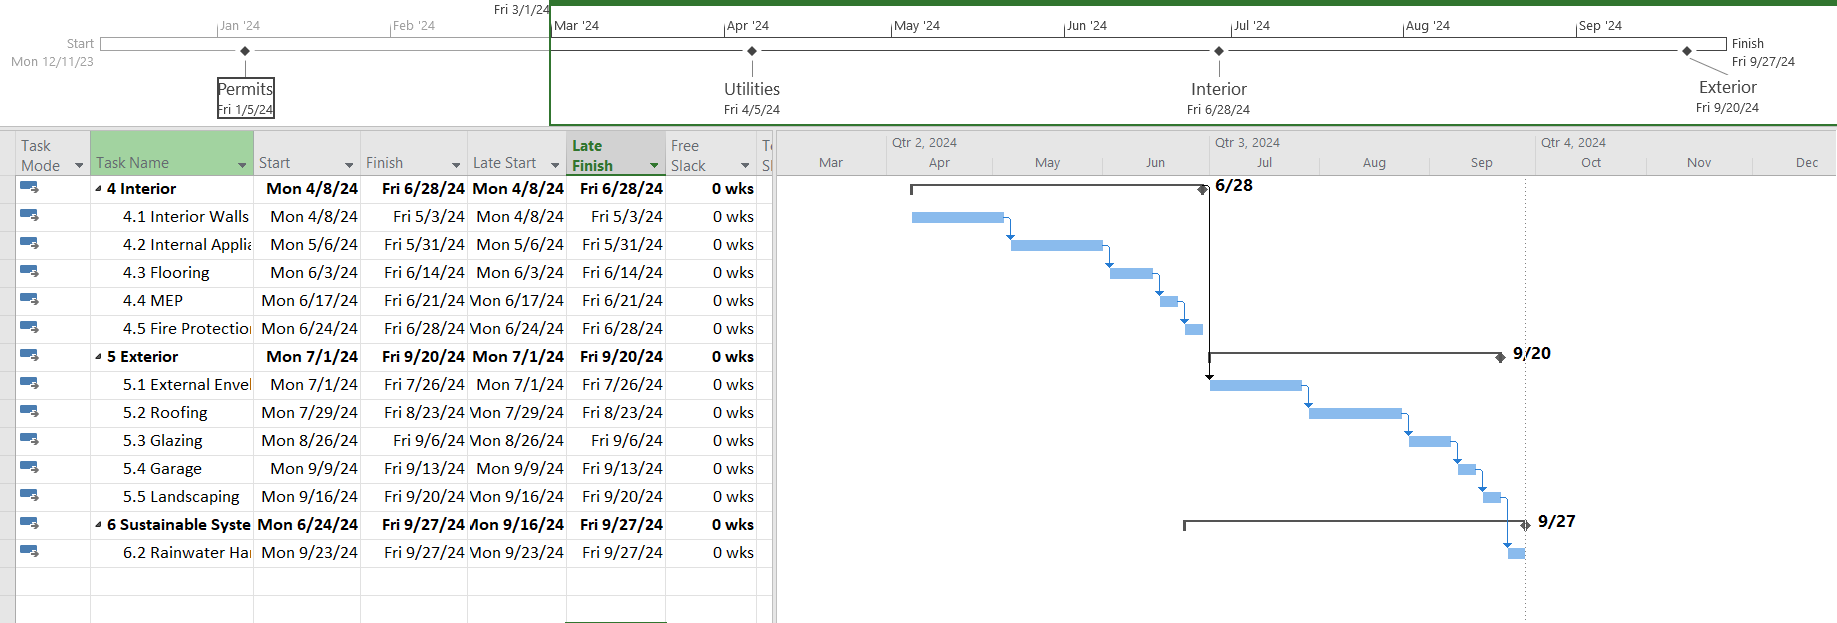 Fri 3/1/24
Jan '24 Feb '24 Mar '24 Apr '24 May '24 Jun '24 Jul '24 Aug '24 Sep '24
Start
Mon 12/11/23
Finish
Fri 9/27/24
Permits
Fri 1/5/24
Utilities
Fri 4/5/24
Interior
Fri 6/28/24
Exterior
Fri 9/20/24
Task Mode Task Name Start Finish Late Start Late Finish Free Slack
Qtr 2, 2024 Qtr 3, 2024 Qtr 4, 2024
Mar Apr May Jun Jul Aug Sep Oct Nov Dec
4 Interior Mon 4/8/24 Fri 6/28/24 Mon 4/8/24 Fri 6/28/24 0 wks 6/28
4.1 Interior Walls Mon 4/8/24 Fri 5/3/24 Mon 4/8/24 Fri 5/3/24 0 wks
4.2 Internal Applia Mon 5/6/24 Fri 5/31/24 Mon 5/6/24 Fri 5/31/24 0 wks
4.3 Flooring Mon 6/3/24 Fri 6/14/24 Mon 6/3/24 Fri 6/14/24 0 wks
4.4 MEP Mon 6/17/24 Fri 6/21/24 Mon 6/17/24 Fri 6/21/24 0 wks
4.5 Fire Protection Mon 6/24/24 Fri 6/28/24 Mon 6/24/24 Fri 6/28/24 0 wks
5 Exterior Mon 7/1/24 Fri 9/20/24 Mon 7/1/24 Fri 9/20/24 0 wks 9/20
5.1 External Envel Mon 7/1/24 Fri 7/26/24 Mon 7/1/24 Fri 7/26/24 0 wks
5.2 Roofing Mon 7/29/24 Fri 8/23/24 Mon 7/29/24 Fri 8/23/24 0 wks
5.3 Glazing Mon 8/26/24 Fri 9/6/24 Mon 8/26/24 Fri 9/6/24 0 wks
5.4 Garage Mon 9/9/24 Fri 9/13/24 Mon 9/9/24 Fri 9/13/24 0 wks
5.5 Landscaping Mon 9/16/24 Fri 9/20/24 Mon 9/16/24 Fri 9/20/24 0 wks
6 Sustainable Syste Mon 6/24/24 Fri 9/27/24 Mon 9/16/24 Fri 9/27/24 0 wks 9/27
6.2 Rainwater Ha Mon 9/23/24 Fri 9/27/24 Mon 9/23/24 Fri 9/27/24 0 wks